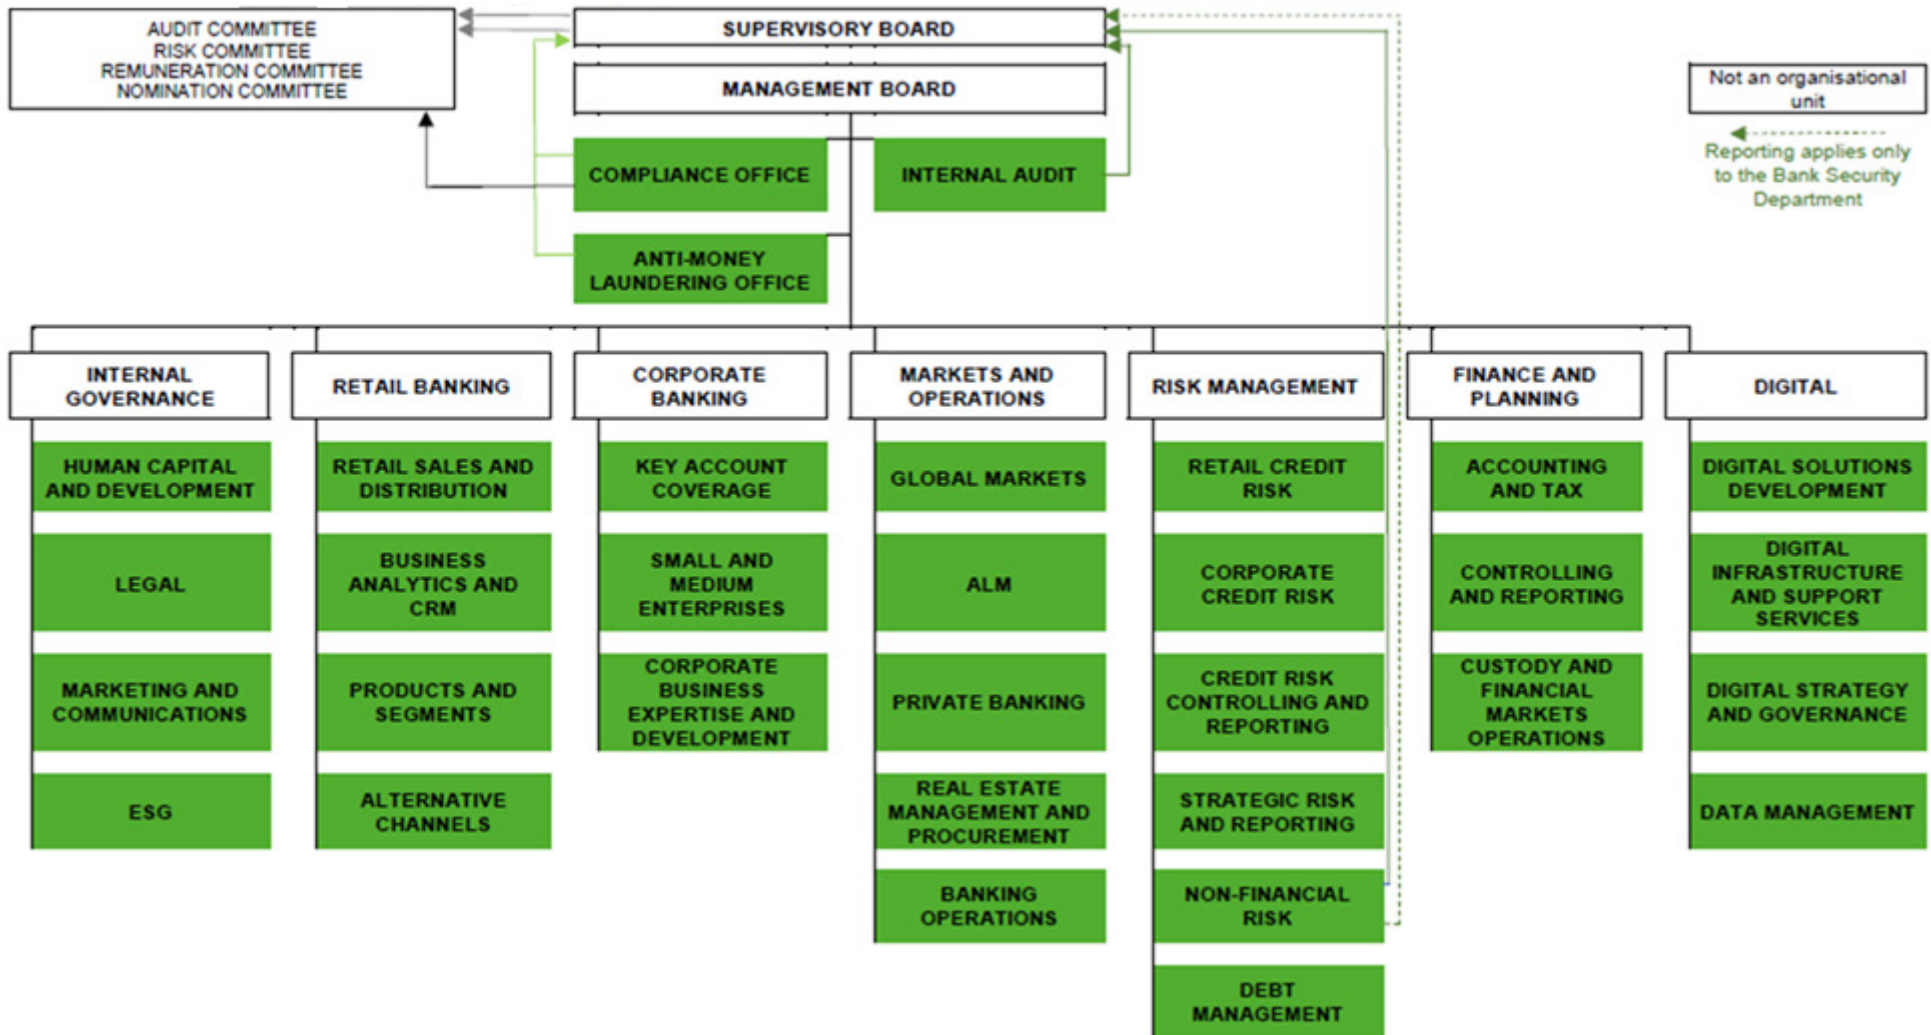 AUDIT COMMITTEE
RISK COMMITTEE
REMUNERATION COMMITTEE
NOMINATION COMMITTEE
SUPERVISORY BOARD
MANAGEMENT BOARD
Not an organisational
unit
Reporting applies only
to the Bank Security
Department
COMPLIANCE OFFICE
INTERNAL AUDIT
ANTI-MONEY
LAUNDERING OFFICE
INTERNAL
GOVERNANCE
HUMAN CAPITAL
AND DEVELOPMENT
LEGAL
MARKETING AND
COMMUNICATIONS
ESG
RETAIL BANKING
RETAIL SALES AND
DISTRIBUTION
BUSINESS
ANALYTICS AND
CRM
PRODUCTS AND
SEGMENTS
ALTERNATIVE
CHANNELS
CORPORATE
BANKING
KEY ACCOUNT
COVERAGE
SMALL AND
MEDIUM
ENTERPRISES
CORPORATE
BUSINESS
EXPERTISE AND
DEVELOPMENT
MARKETS AND
OPERATIONS
GLOBAL MARKETS
ALM
PRIVATE BANKING
REAL ESTATE
MANAGEMENT AND
PROCUREMENT
BANKING
OPERATIONS
RISK MANAGEMENT
RETAIL CREDIT
RISK
CORPORATE
CREDIT RISK
CREDIT RISK
CONTROLLING AND
REPORTING
STRATEGIC RISK
AND REPORTING
NON-FINANCIAL
RISK
DEBT
MANAGEMENT
FINANCE AND
PLANNING
ACCOUNTING
AND TAX
CONTROLLING
AND REPORTING
CUSTODY AND
FINANCIAL
MARKETS
OPERATIONS
DIGITAL
DIGITAL SOLUTIONS
DEVELOPMENT
DIGITAL
INFRASTRUCTURE
AND SUPPORT
SERVICES
DIGITAL STRATEGY
AND GOVERNANCE
DATA MANAGEMENT